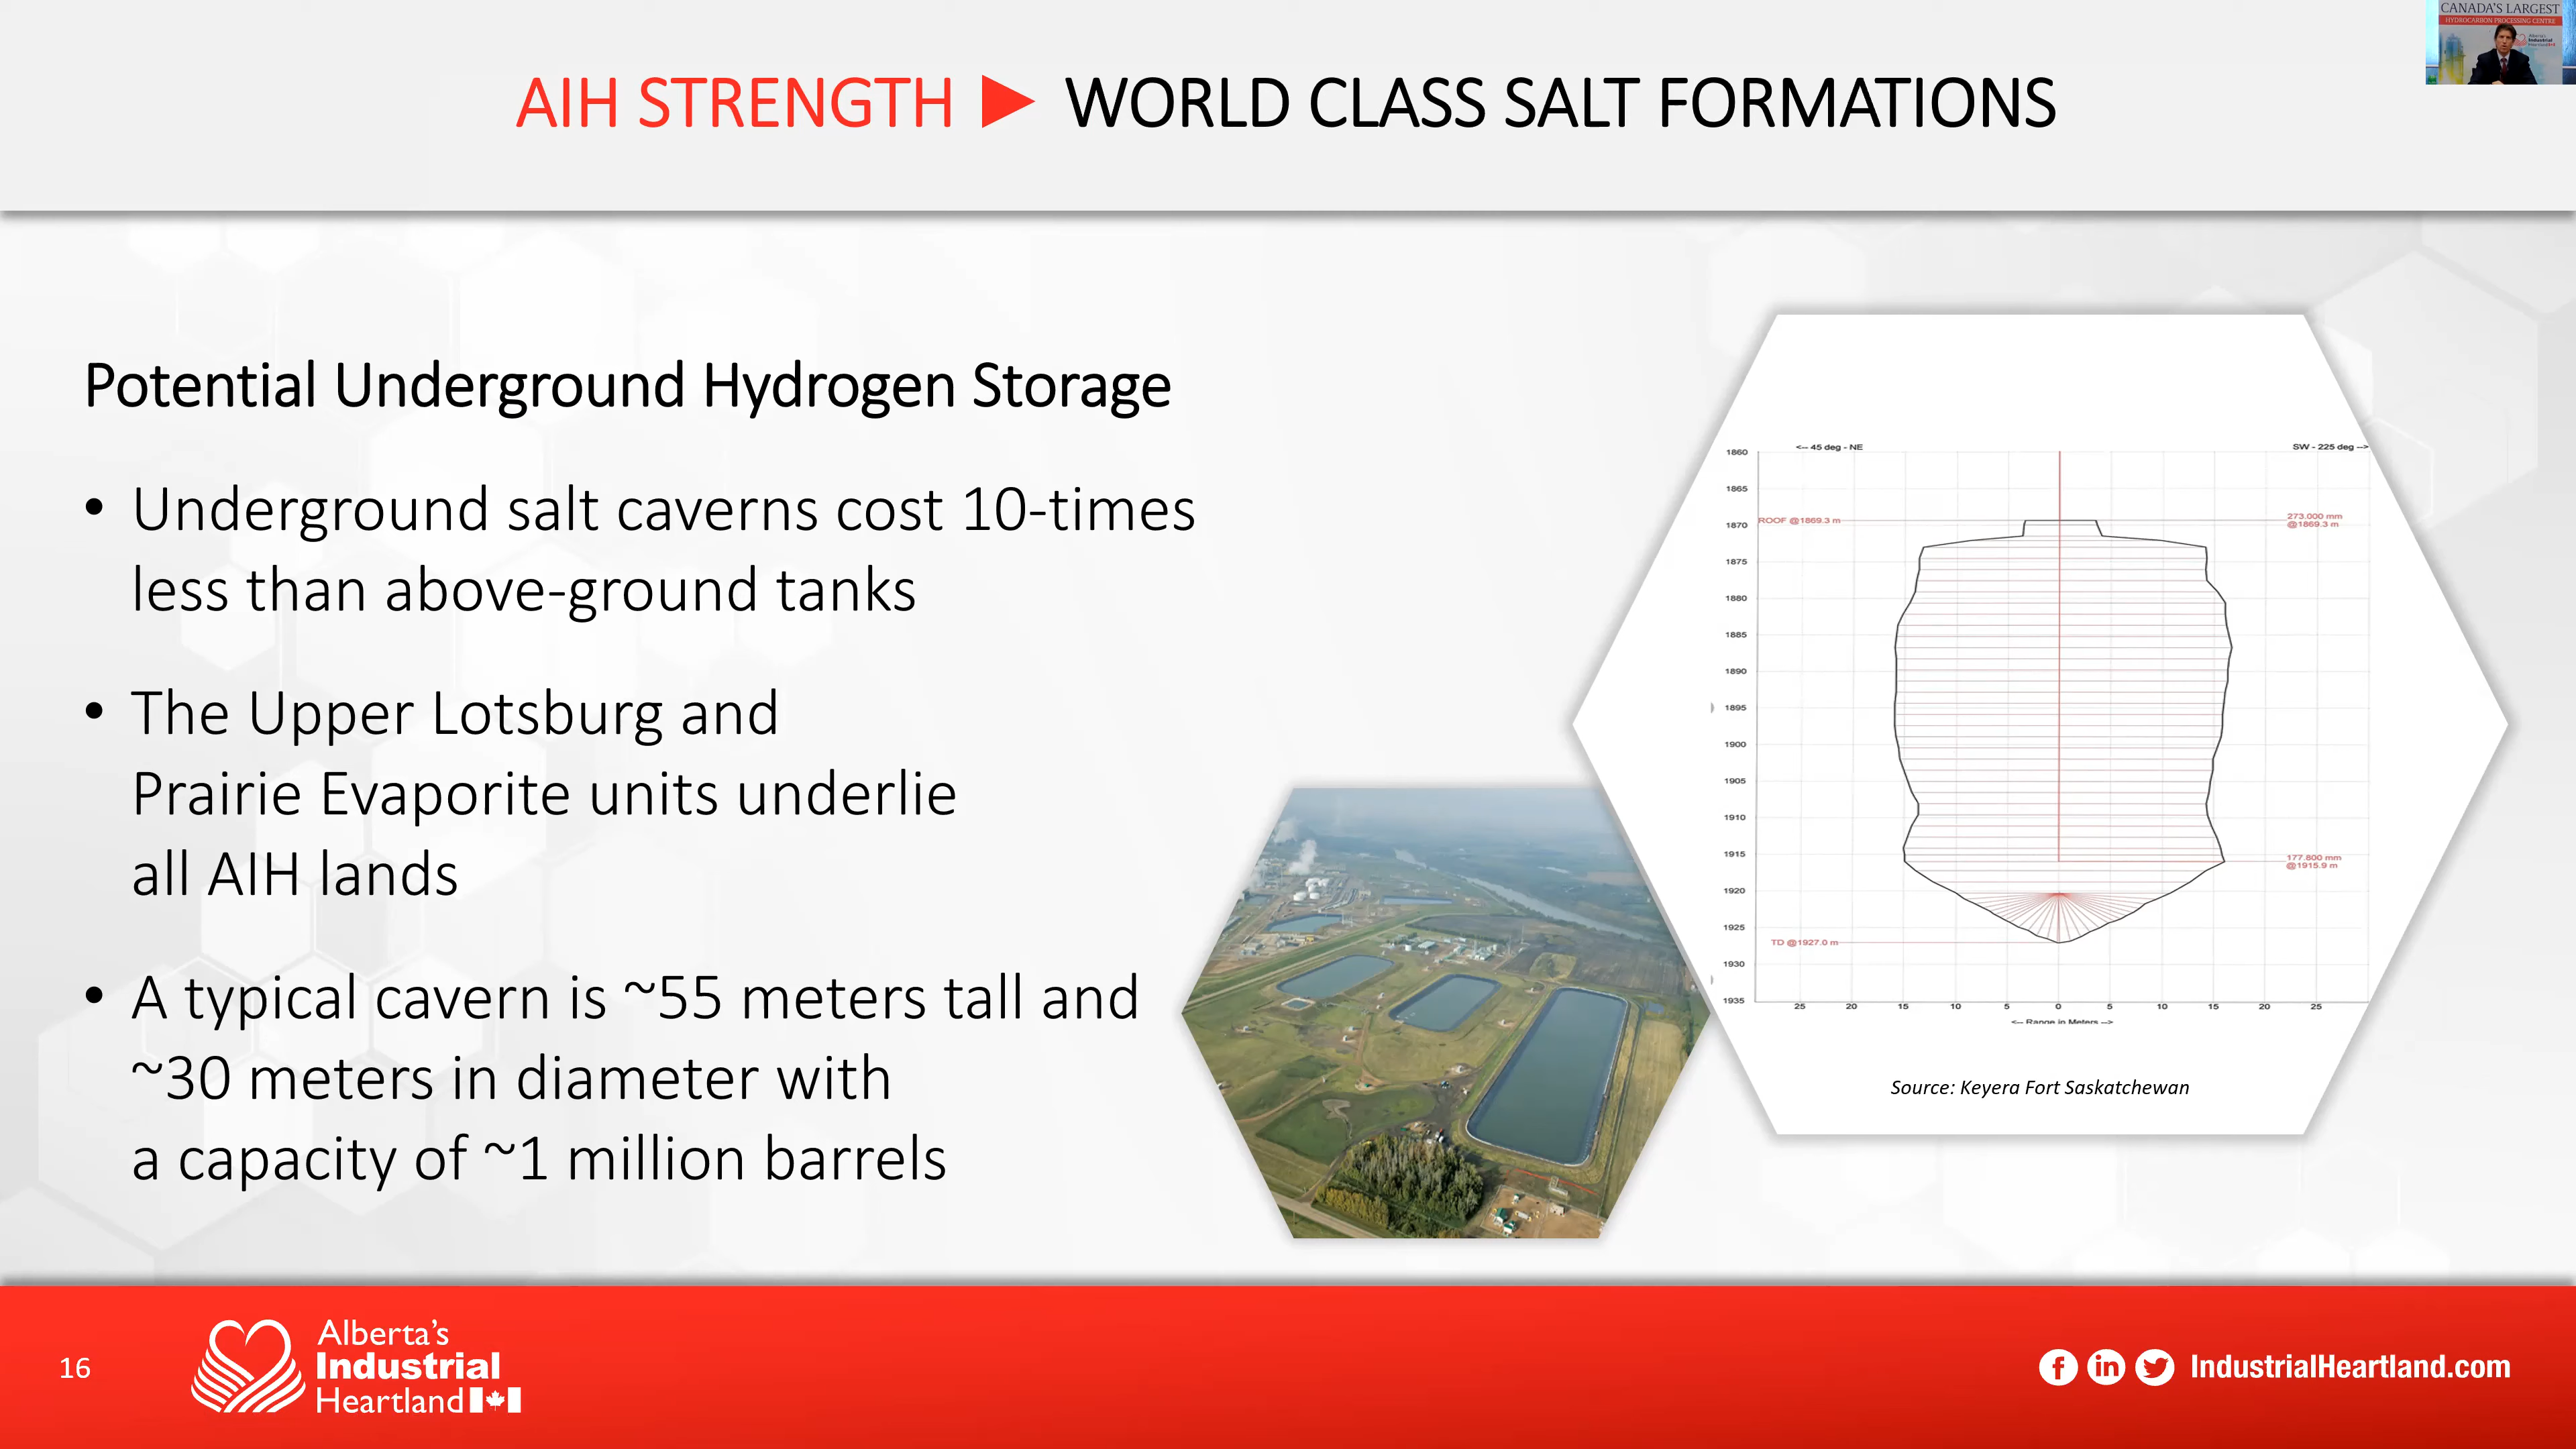 CANADA'S LARGEST
HYDROCARBON PROCESSING CENTRE
AIH STRENGTH ► WORLD CLASS SALT FORMATIONS
Potential Underground Hydrogen Storage
• Underground salt caverns cost 10-times
less than above-ground tanks
• The Upper Lotsburg and
Prairie Evaporite units underlie
all AIH lands
• A typical cavern is ~55 meters tall and
~30 meters in diameter with
a capacity of ~1 million barrels
<-- 45 deg - NE
SW - 225 deg -->
1860
1865
1870
ROOF @1869.3 m
273.000 mm
@1869.3 m
1875
1880
1885
1890
1895
1900
1905
1910
1915
177.800 mm
@1915.9 m
1920
1925
TD @1927.0 m
1930
1935
25 20 15 10 5 0 5 10 15 20 25
<-- Range in Meters -->
Source: Keyera Fort Saskatchewan
16
Alberta's
Industrial
Heartland
IndustrialHeartland.com